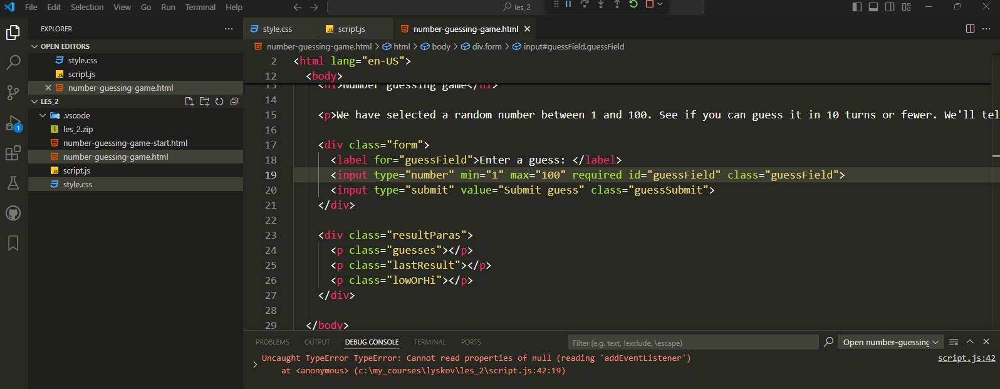 File Edit Selection View Go Run Terminal Help
les_2
EXPLORER
OPEN EDITORS
style.css
script.js
number-guessing-game.html
LES_2
.vscode
les_2.zip
number-guessing-game-start.html
number-guessing-game.html
script.js
style.css
1
style.css script.js number-guessing-game.html
number-guessing-game.html > html > body > div.form > input#guessField.guessField
2 <html lang="en-US">
12 <body>
13 <h1>Number guessing game</h1>
14
15 <p>We have selected a random number between 1 and 100. See if you can guess it in 10 turns or fewer. We'll tel
16
17 <div class="form">
18 <label for="guessField">Enter a guess: </label>
19 <input type="number" min="1" max="100" required id="guessField" class="guessField">
20 <input type="submit" value="Submit guess" class="guessSubmit">
21 </div>
22
23 <div class="resultParas">
24 <p class="guesses"></p>
25 <p class="lastResult"></p>
26 <p class="lowOrHi"></p>
27 </div>
28
29 </body>
PROBLEMS OUTPUT DEBUG CONSOLE TERMINAL PORTS
Filter (e.g. text, !exclude, \escape)
Open number-guessing
Uncaught TypeError TypeError: Cannot read properties of null (reading 'addEventListener') script.js:42
at <anonymous> (c:\my_courses\lyskov\les_2\script.js:42:19)